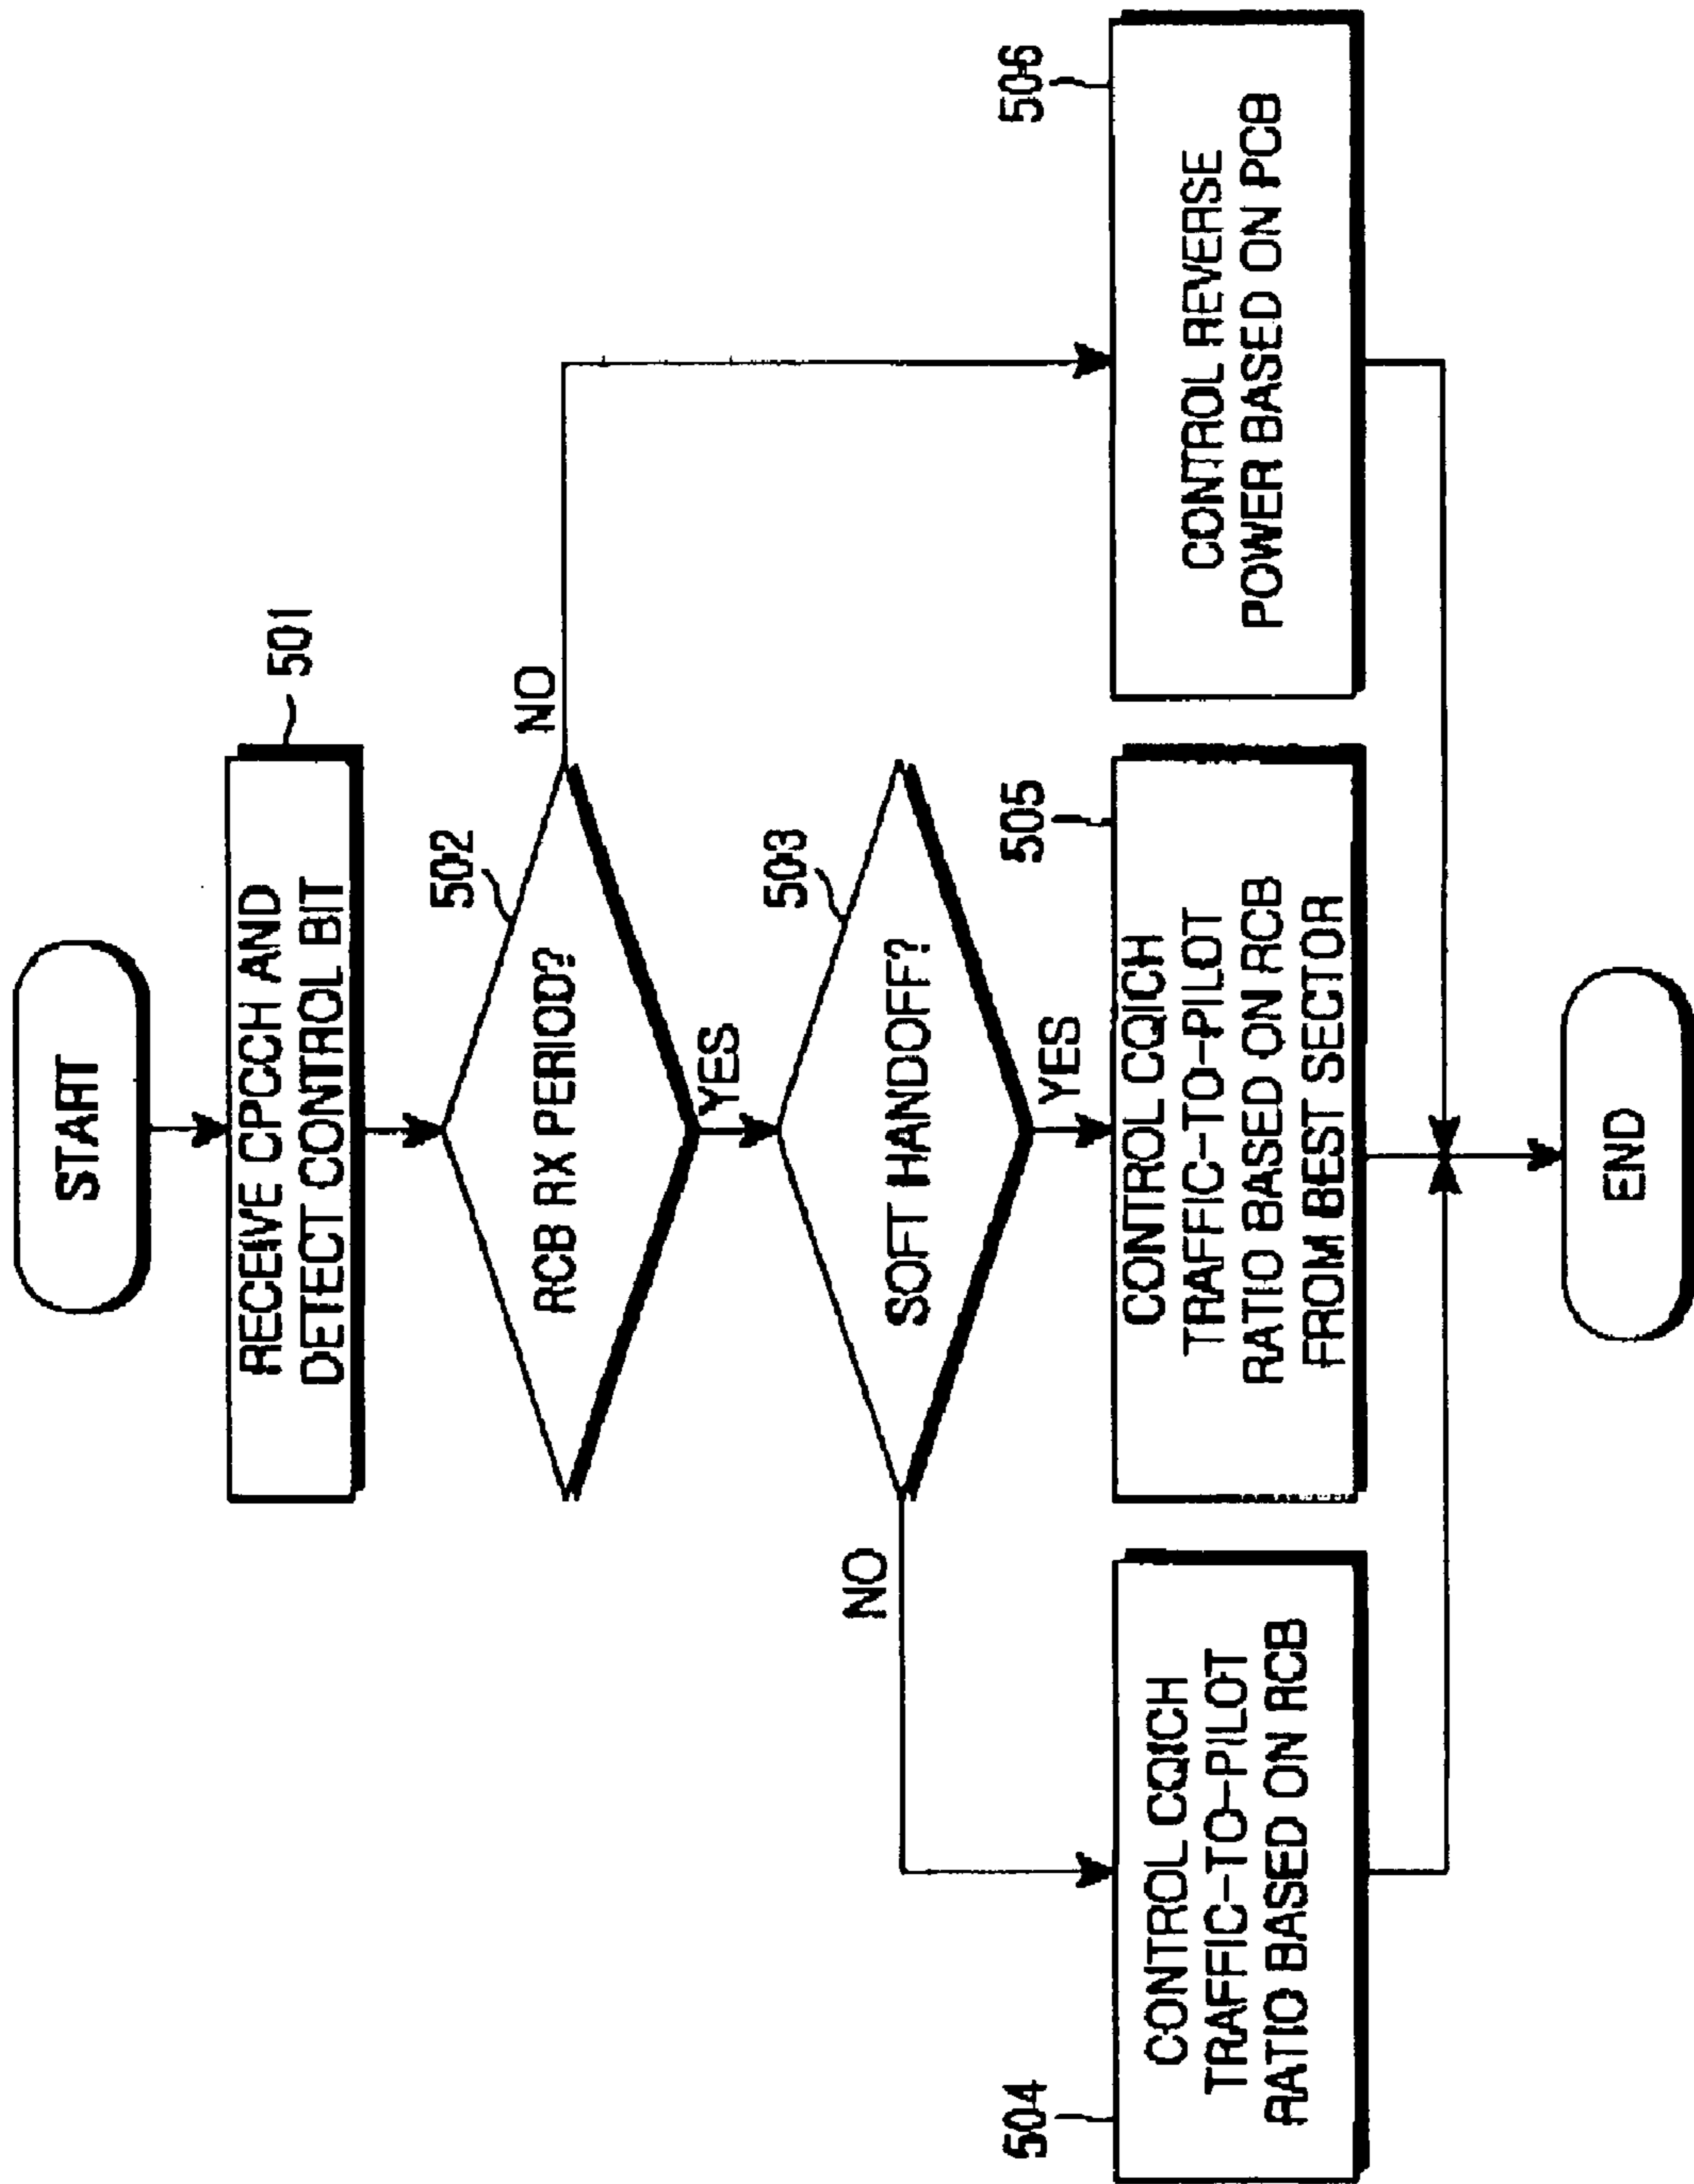 START
501
RECEIVE CPCCH AND
DETECT CONTROL BIT
502
RCB RX PERIOD?
NO
YES
503
SOFT HANDOFF?
NO
YES
504
CONTROL CQICH
TRAFFIC-TO-PILOT
RATIO BASED ON RCB
505
CONTROL CQICH
TRAFFIC-TO-PILOT
RATIO BASED ON RCB
FROM BEST SECTOR
506
CONTROL REVERSE
POWER BASED ON PCB
END